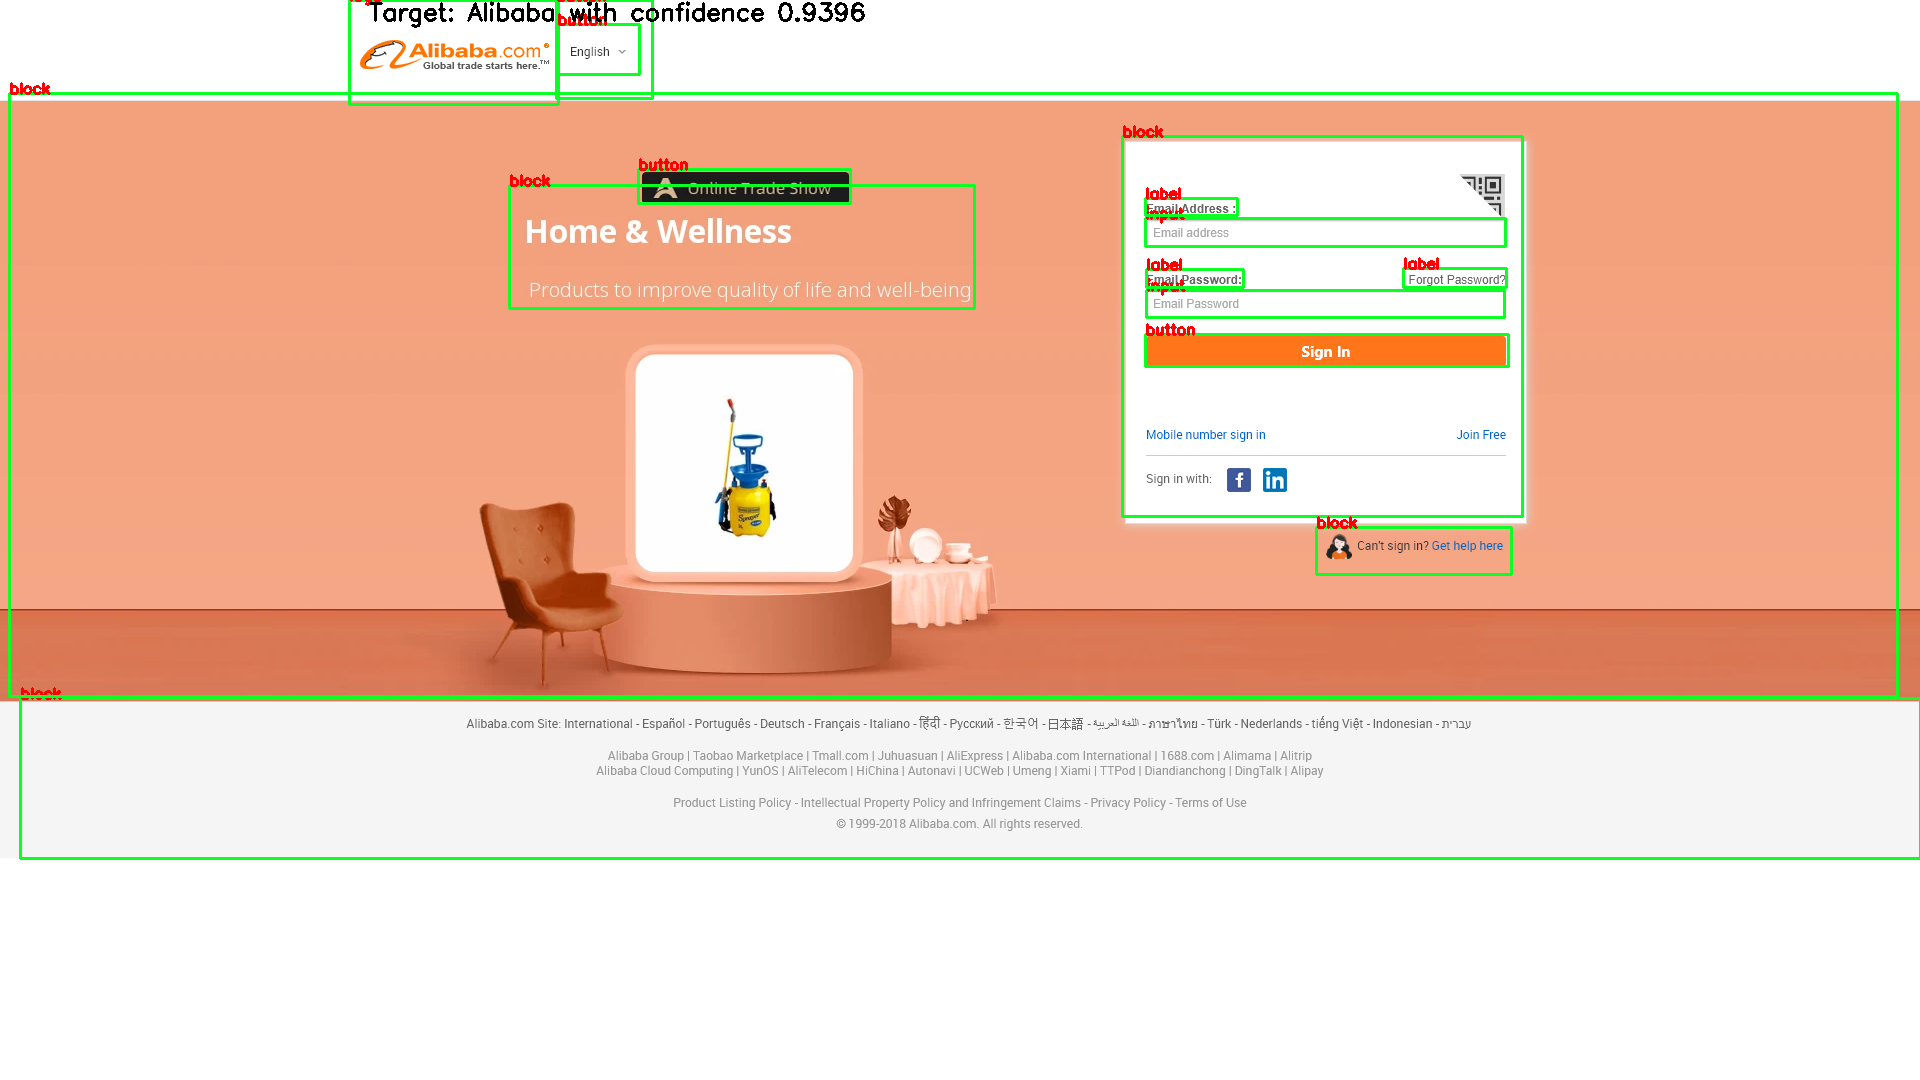 Target: Alibaba with confidence 0.9396
button
Alibaba.com®
Global trade starts here.™
English
block
block
button
Online Trade Show
block
Home & Wellness
Products to improve quality of life and well-being
label
Email Address :
input
Email address
label
Email Password:
label
Forgot Password?
input
Email Password
button
Sign In
Mobile number sign in
Join Free
Sign in with:
f
in
Sprayer
block
Can't sign in? Get help here
block
Alibaba.com Site: International - Español - Português - Deutsch - Français - Italiano - हिंदी - Русский - 한국어 - 日本語 - اللغة العربية - ภาษาไทย - Türk - Nederlands - tiếng Việt - Indonesian - עברית
Alibaba Group | Taobao Marketplace | Tmall.com | Juhuasuan | AliExpress | Alibaba.com International | 1688.com | Alimama | Alitrip
Alibaba Cloud Computing | YunOS | AliTelecom | HiChina | Autonavi | UCWeb | Umeng | Xiami | TTPod | Diandianchong | DingTalk | Alipay
Product Listing Policy - Intellectual Property Policy and Infringement Claims - Privacy Policy - Terms of Use
© 1999-2018 Alibaba.com. All rights reserved.